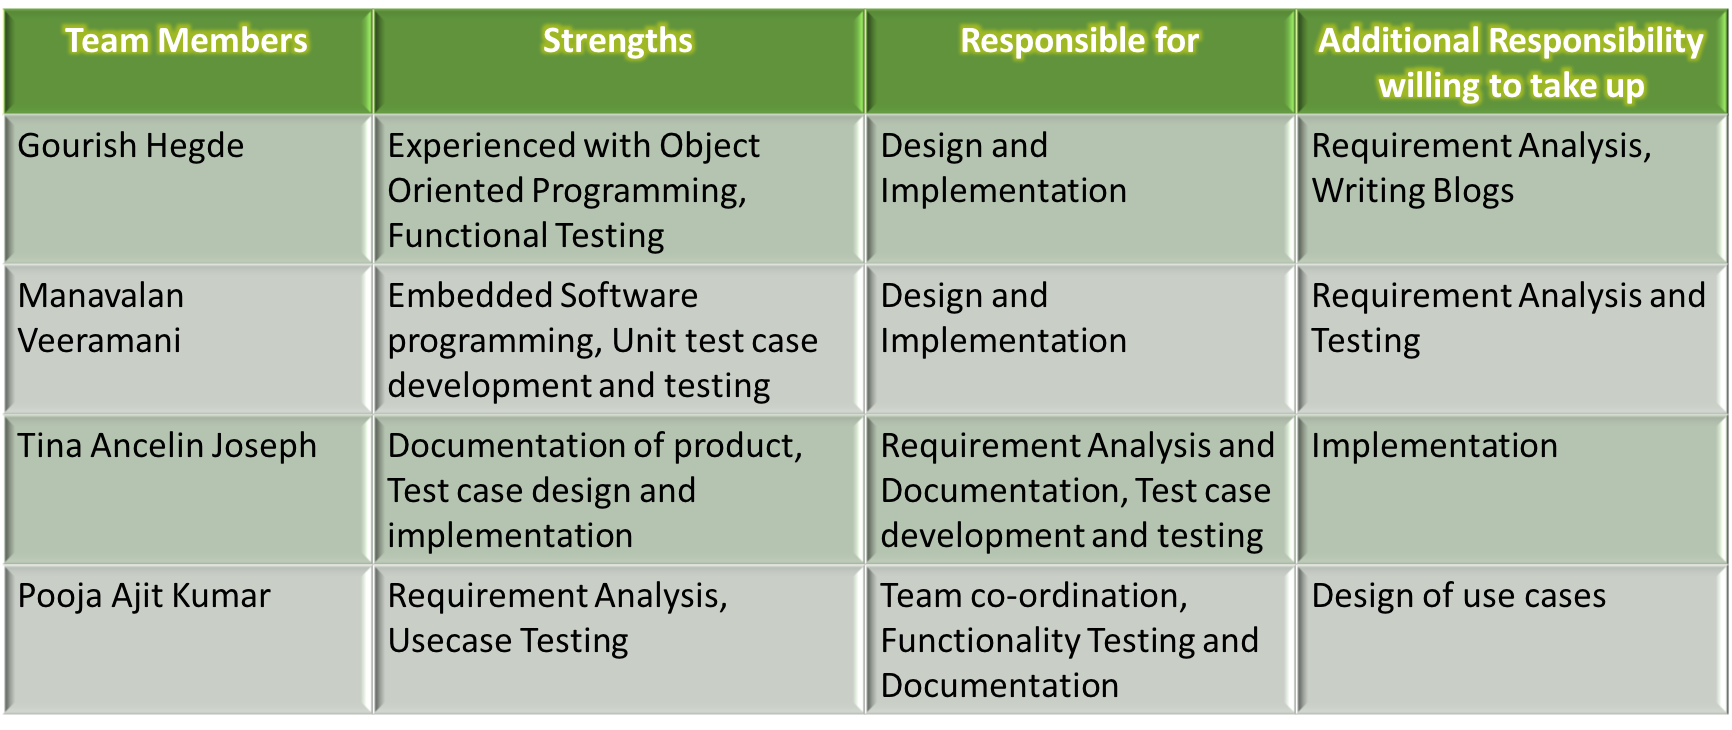 Team Members
Strengths
Responsible for
Additional Responsibility
willing to take up
Gourish Hegde
Experienced with Object
Oriented Programming,
Functional Testing
Design and
Implementation
Requirement Analysis,
Writing Blogs
Manavalan
Veeramani
Embedded Software
programming, Unit test case
development and testing
Design and
Implementation
Requirement Analysis and
Testing
Tina Ancelin Joseph
Documentation of product,
Test case design and
implementation
Requirement Analysis and
Documentation, Test case
development and testing
Implementation
Pooja Ajit Kumar
Requirement Analysis,
Usecase Testing
Team co-ordination,
Functionality Testing and
Documentation
Design of use cases